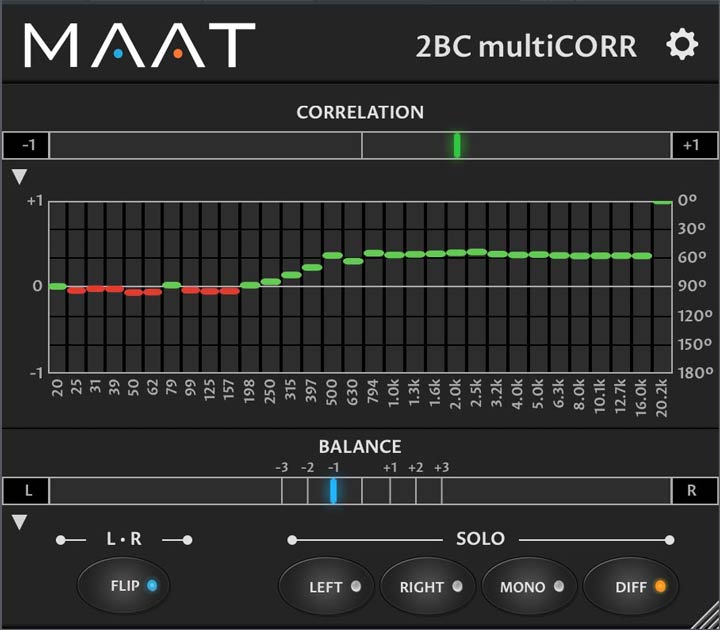 MAAT
2BC multiCORR
CORRELATION
-1 +1
+1 0º
30º
60º
0 90º
120º
150º
-1 180º
20 25 31 39 50 62 79 99 125 157 198 250 315 397 500 630 794 1.0k 1.3k 1.6k 2.0k 2.5k 3.2k 4.0k 5.0k 6.3k 8.0k 10.1k 12.7k 16.0k 20.2k
BALANCE
-3 -2 -1 +1 +2 +3
L R
L • R SOLO
FLIP LEFT RIGHT MONO DIFF